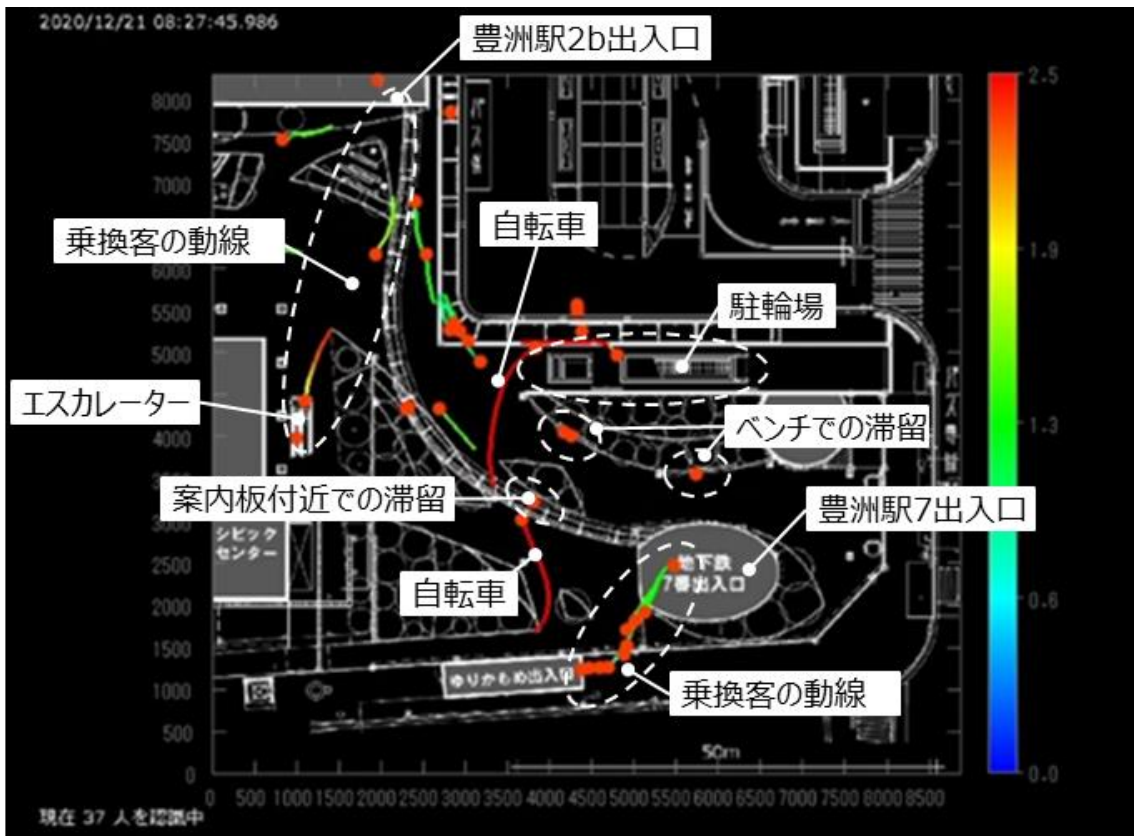 2020/12/21 08:27:45.986
豊洲駅2b出入口
2.5
8000
7500
バス停
7000
乗換客の動線
自転車
6000
1.9
5500
駐輪場
5000
エスカレーター
ベンチでの滞留
4000
1.3
案内板付近での滞留
豊洲駅7出入口
3000
シビック
センター
2500
地下鉄
7番出入口
自転車
2000
0.6
1500
ゆりかもめ出入口
乗換客の動線
1000
500
50m
0
0.0
0 500 1000 1500 2000 2500 3000 3500 4000 4500 5000 5500 6000 6500 7000 7500 8000 8500
現在 37 人を認識中